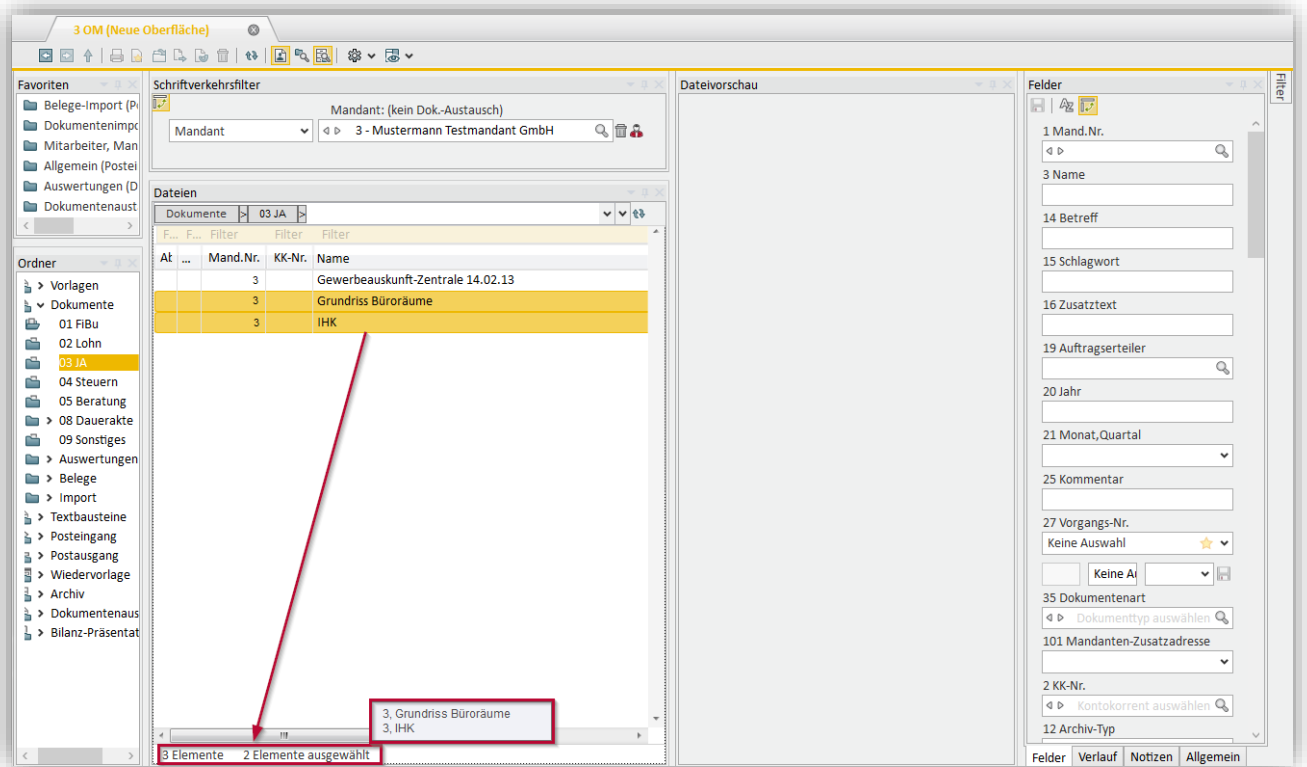 3 OM (Neue Oberfläche)
Favoriten
Belege-Import (P
Dokumentenimpo
Mitarbeiter, Man
Allgemein (Postei
Auswertungen (D
Dokumentenaust
Ordner
Vorlagen
Dokumente
01 FiBu
02 Lohn
03 JA
04 Steuern
05 Beratung
08 Dauerakte
09 Sonstiges
Auswertungen
Belege
Import
Textbausteine
Posteingang
Postausgang
Wiedervorlage
Archiv
Dokumentenaus
Bilanz-Präsentat
Schriftverkehrsfilter
Mandant: (kein Dok.-Austausch)
Mandant
3 - Mustermann Testmandant GmbH
Dateien
Dokumente
03 JA
F... F... Filter Filter Filter
At ... Mand.Nr. KK-Nr. Name
3 Gewerbeauskunft-Zentrale 14.02.13
3 Grundriss Büroräume
3 IHK
3, Grundriss Büroräume
3, IHK
3 Elemente 2 Elemente ausgewählt
Dateivorschau
Felder
1 Mand.Nr.
3 Name
14 Betreff
15 Schlagwort
16 Zusatztext
19 Auftragserteiler
20 Jahr
21 Monat,Quartal
25 Kommentar
27 Vorgangs-Nr.
Keine Auswahl
Keine Au
35 Dokumentenart
Dokumenttyp auswählen
101 Mandanten-Zusatzadresse
2 KK-Nr.
Kontokorrent auswählen
12 Archiv-Typ
Felder Verlauf Notizen Allgemein
Filter